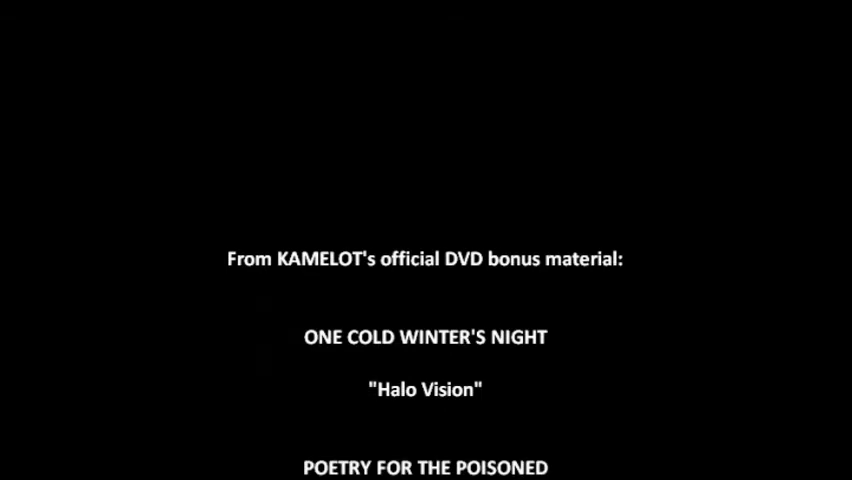 From KAMELOT's official DVD bonus material:
ONE COLD WINTER'S NIGHT
"Halo Vision"
POETRY FOR THE POISONED